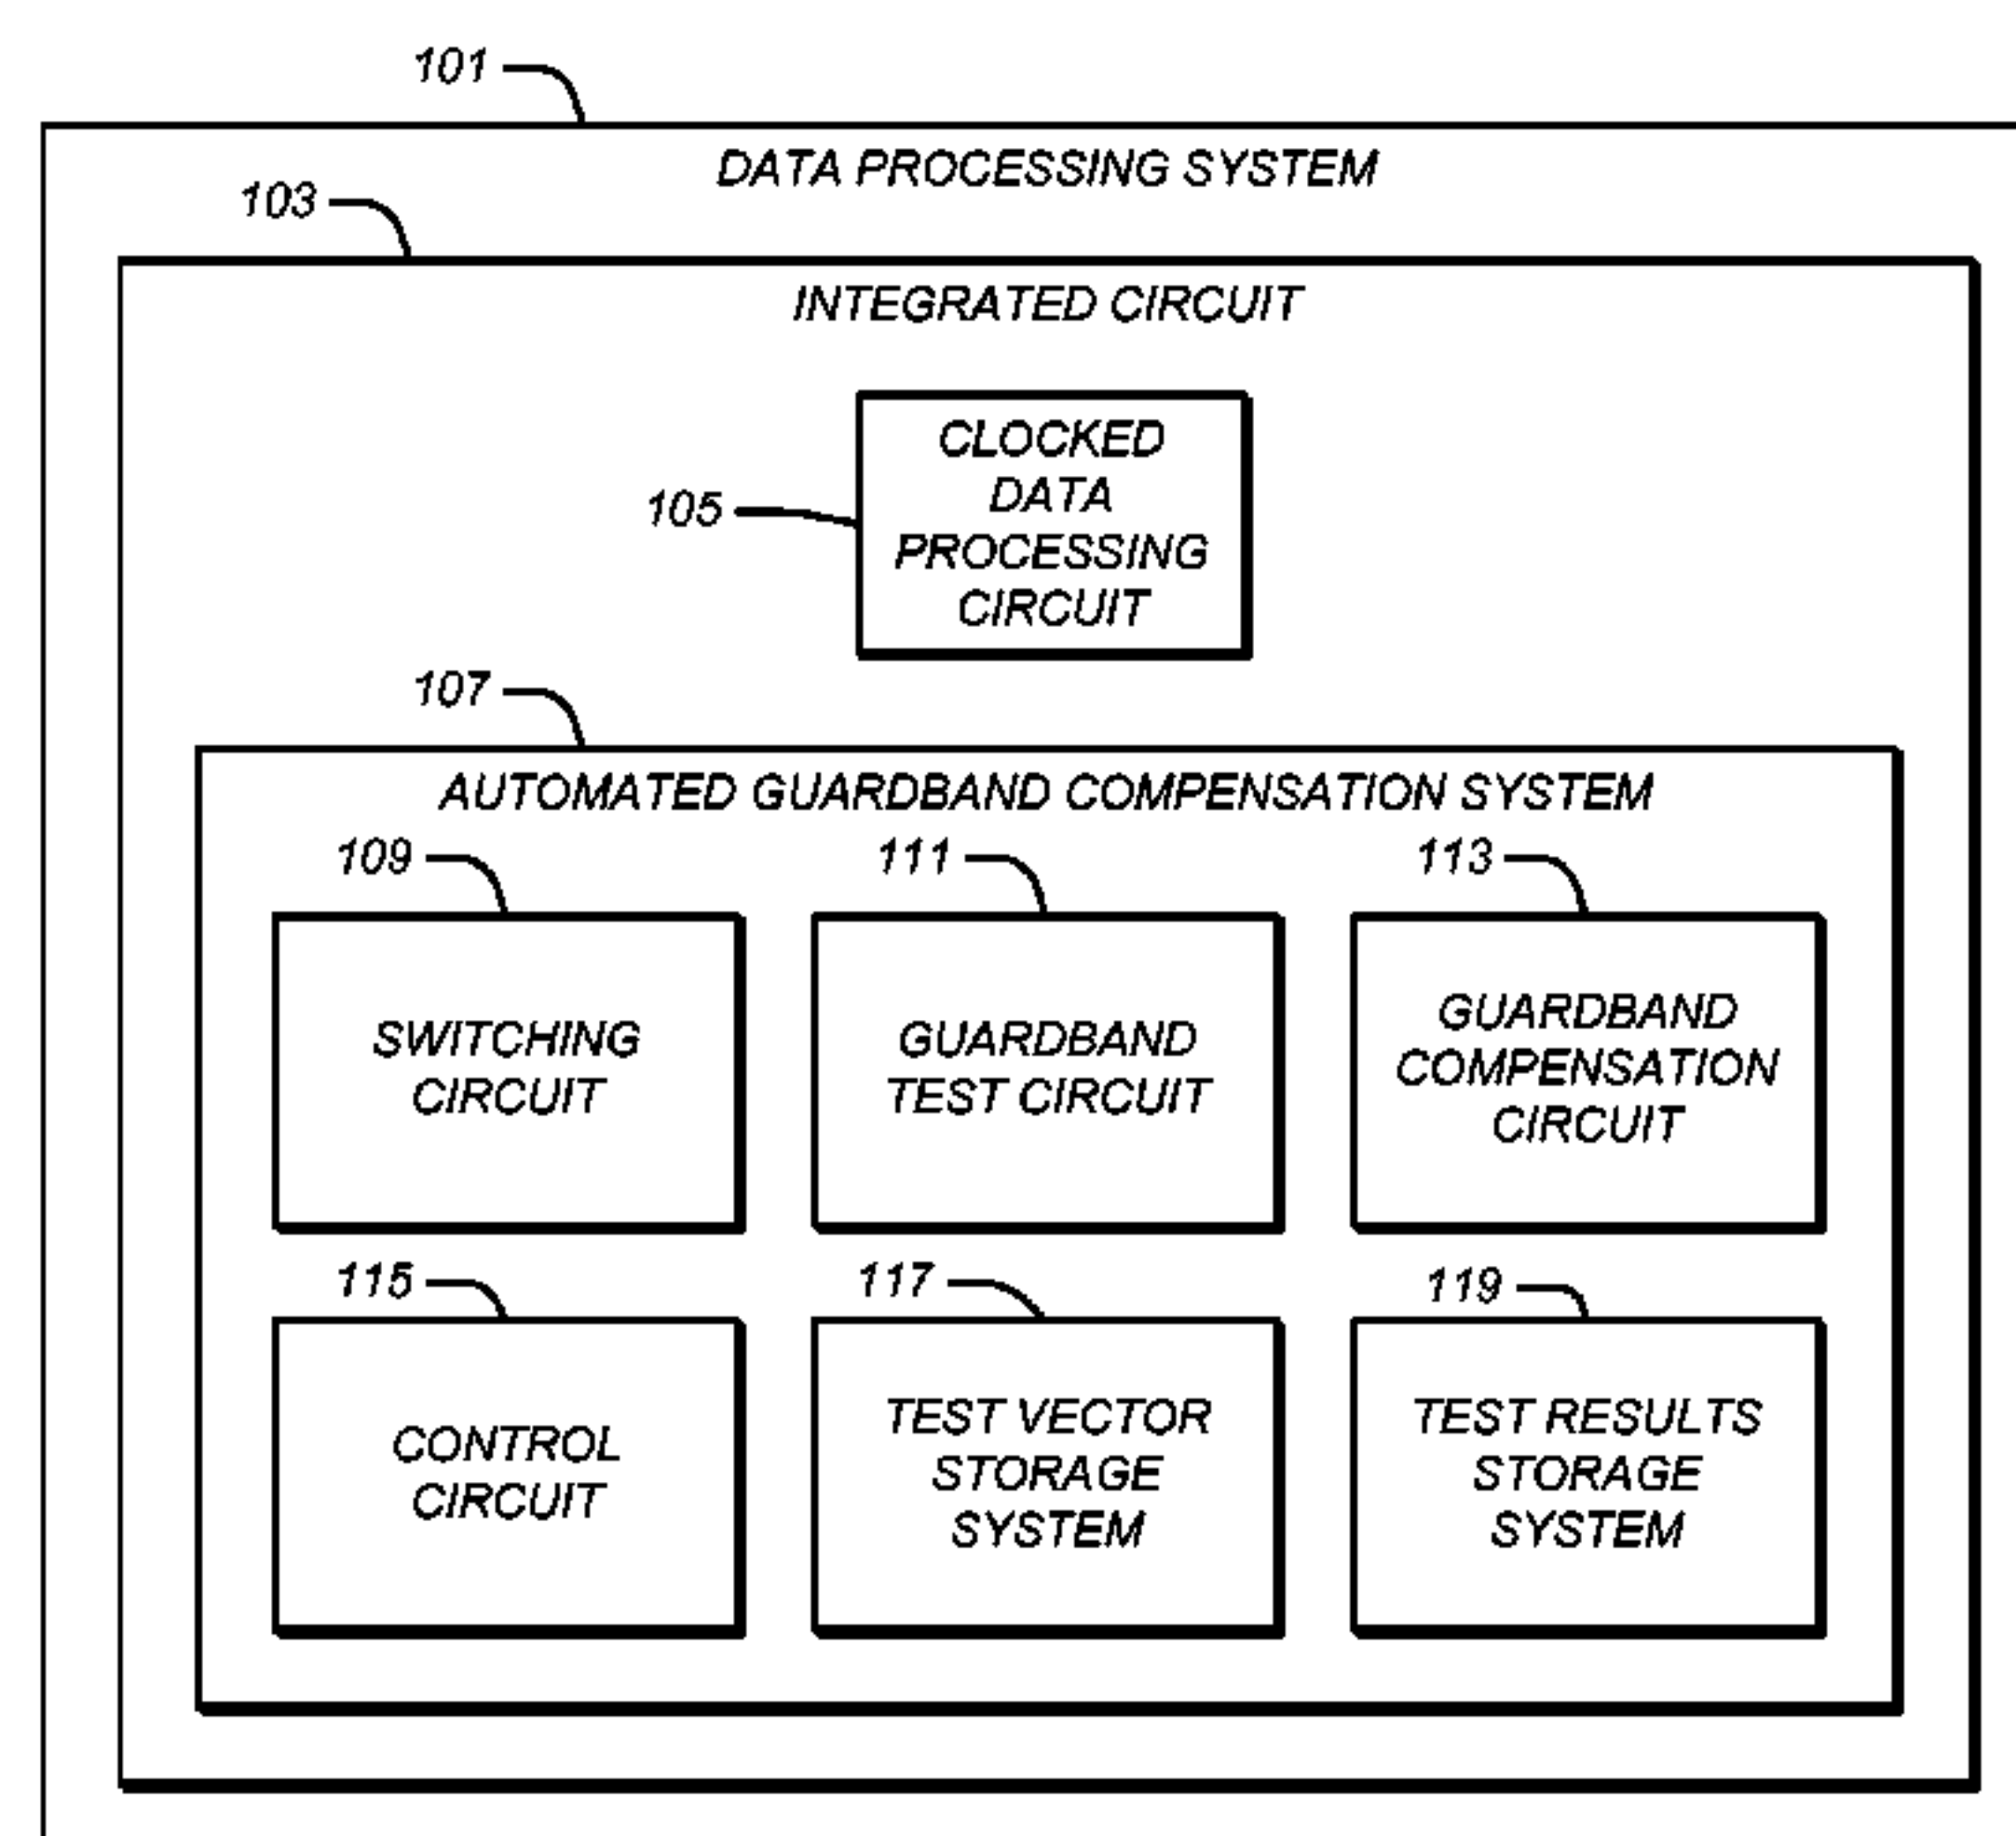 101
DATA PROCESSING SYSTEM
103
INTEGRATED CIRCUIT
105
CLOCKED
DATA
PROCESSING
CIRCUIT
107
AUTOMATED GUARDBAND COMPENSATION SYSTEM
109
SWITCHING
CIRCUIT
111
GUARDBAND
TEST CIRCUIT
113
GUARDBAND
COMPENSATION
CIRCUIT
115
CONTROL
CIRCUIT
117
TEST VECTOR
STORAGE
SYSTEM
119
TEST RESULTS
STORAGE
SYSTEM